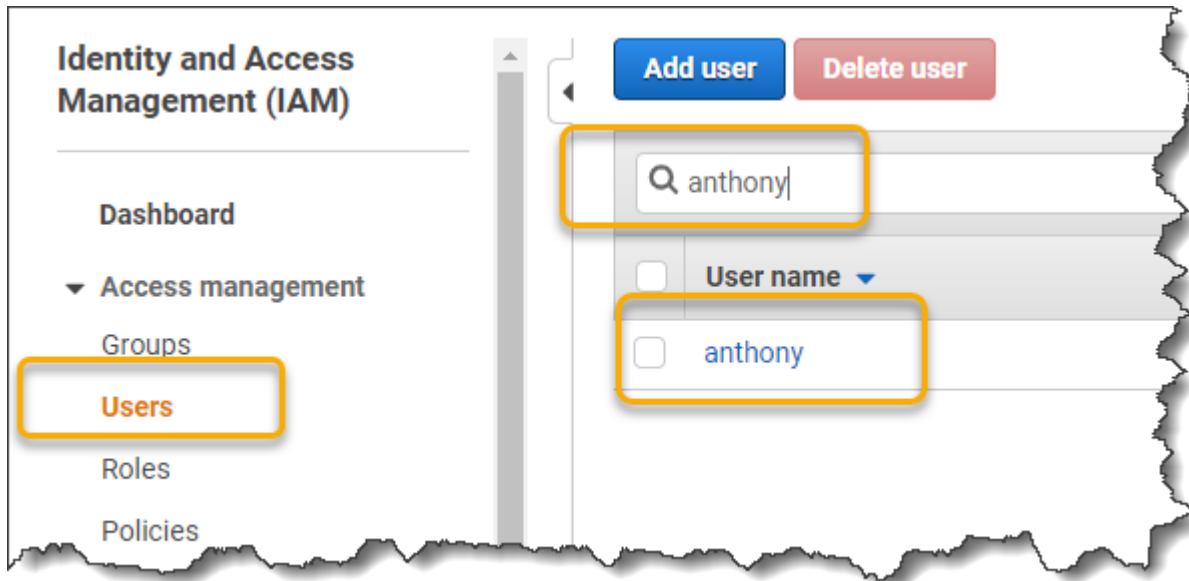 Identity and Access
Management (IAM)
Dashboard
Access management
Groups
Users
Roles
Policies
Add user
Delete user
anthony
User name
anthony